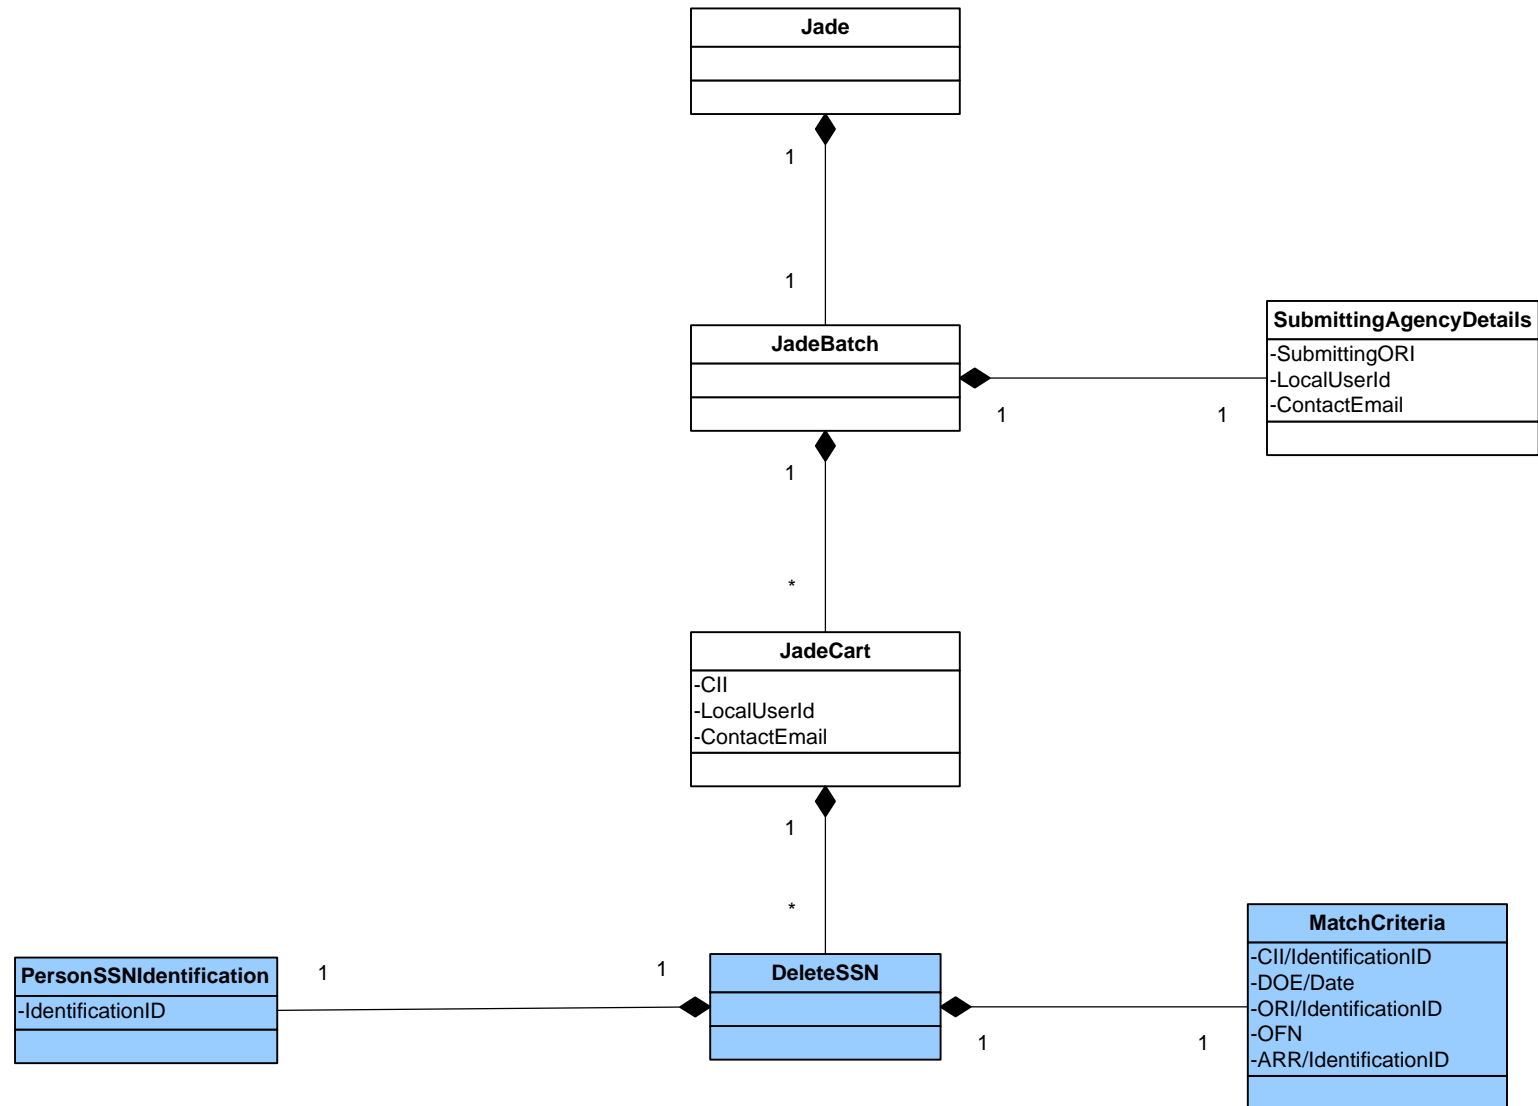 Jade
1
1
JadeBatch
1
1
1
SubmittingAgencyDetails
-SubmittingORI
-LocalUserId
-ContactEmail
*
JadeCart
-CII
-LocalUserId
-ContactEmail
1
*
PersonSSNIdentification
-IdentificationID
1
1
DeleteSSN
1
1
MatchCriteria
-CII/IdentificationID
-DOE/Date
-ORI/IdentificationID
-OFN
-ARR/IdentificationID